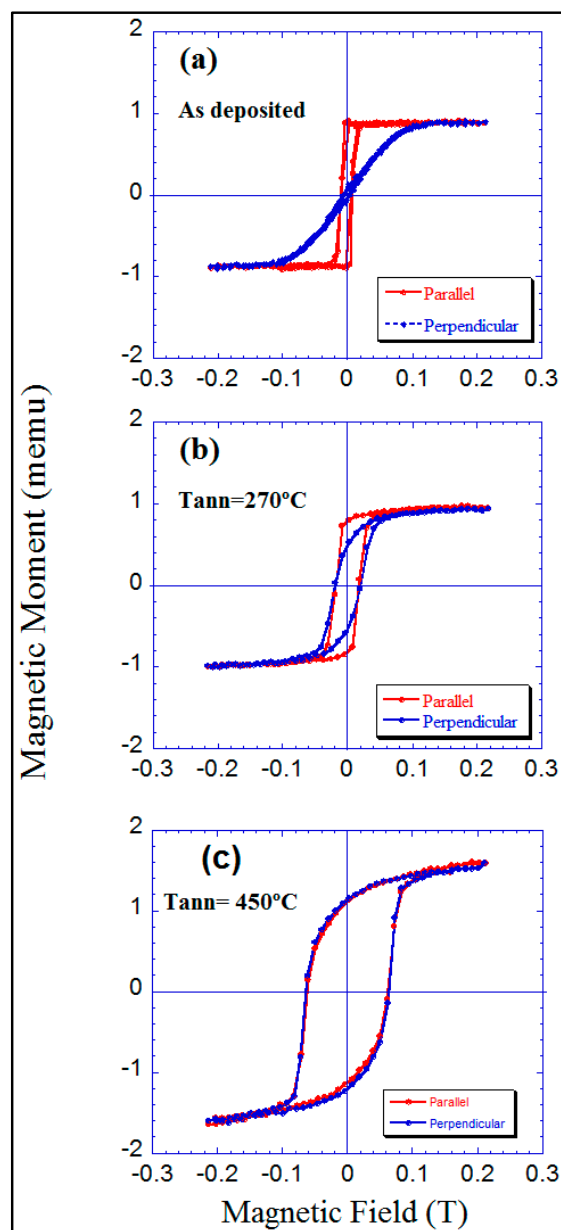 Magnetic Moment (memu)
(a)
As deposited
2
1
0
-1
-2
Parallel
Perpendicular
-0.3 -0.2 -0.1 0 0.1 0.2 0.3
(b)
Tann=270ºC
2
1
0
-1
-2
Parallel
Perpendicular
-0.3 -0.2 -0.1 0 0.1 0.2 0.3
(c)
Tann= 450ºC
2
1
0
-1
-2
Parallel
Perpendicular
-0.3 -0.2 -0.1 0 0.1 0.2 0.3
Magnetic Field (T)